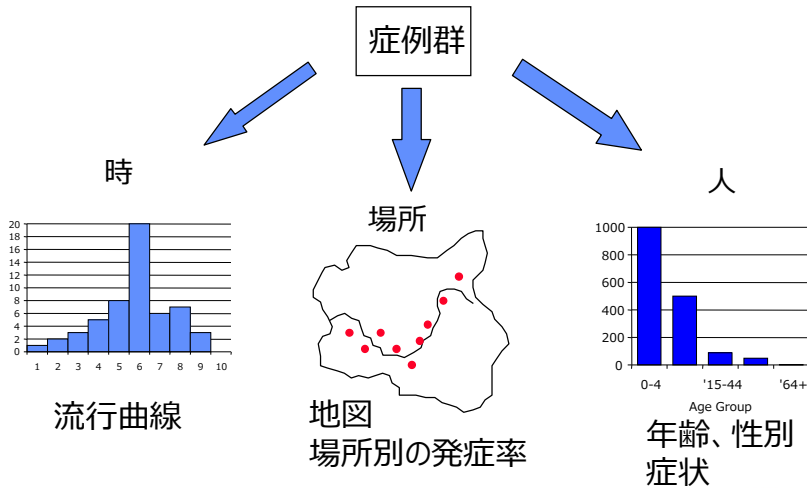 症例群
時
場所
人
20
18
16
14
12
10
8
6
4
2
0
1 2 3 4 5 6 7 8 9 10
流行曲線
地図
場所別の発症率
1000
800
600
400
200
0
0-4 '15-44 '64+
Age Group
年齢、性別
症状